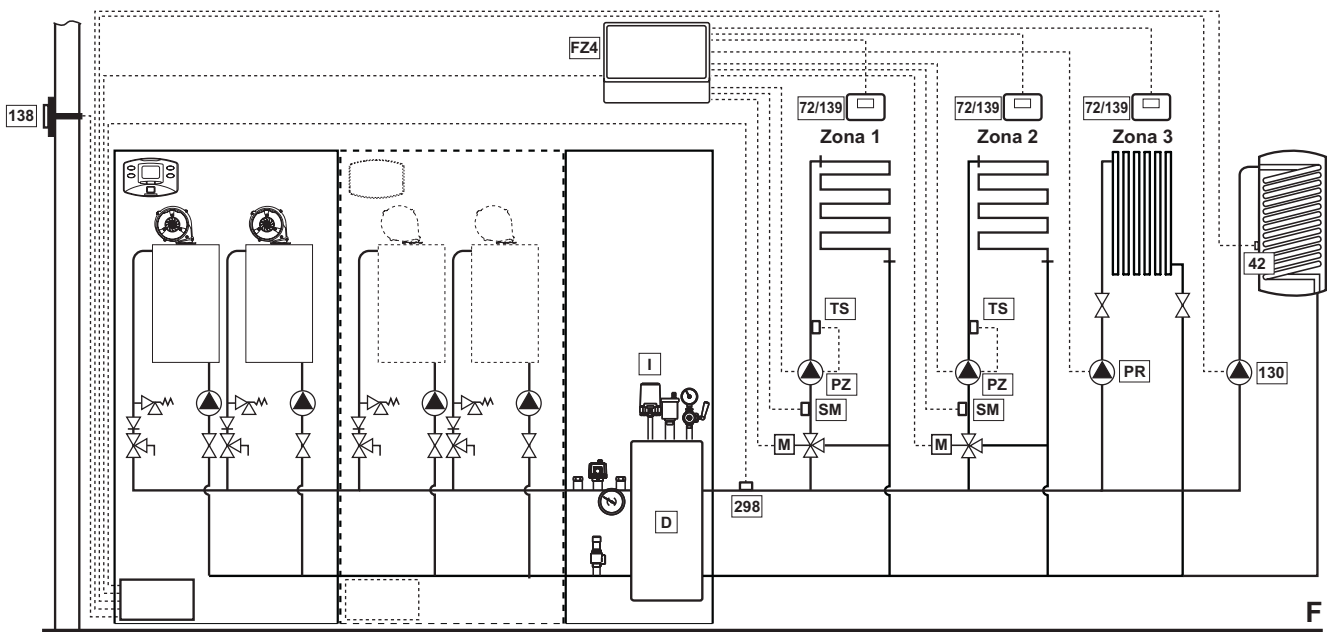 FZ4
138
72/139
72/139
72/139
Zona 1
Zona 2
Zona 3
42
TS
TS
I
PZ
PZ
PR
130
SM
SM
M
M
298
D
F